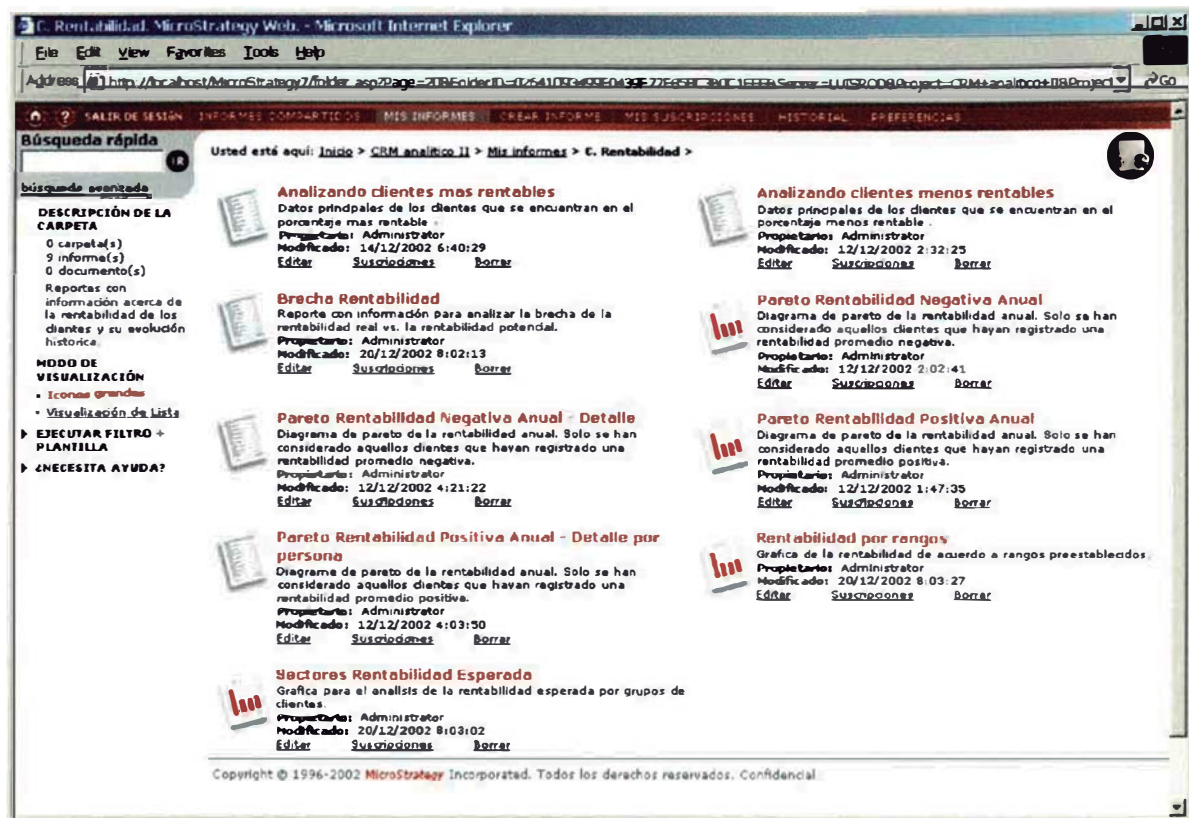 C. Rentabilidad. MicroStrategy Web. - Microsoft Internet Explorer
File Edit View Favorites Tools Help
Address Go
SALIR DE SESIÓN INFORMES COMPARTIDOS MIS INFORMES CREAR INFORME MIS SUSCRIPCIONES HISTORIAL PREFERENCIAS
Búsqueda rápida
IR
búsqueda avanzada
Usted está aquí: Inicio > CRM analitico II > Mis informes > C. Rentabilidad >
DESCRIPCIÓN DE LA
CARPETA
0 carpeta(s)
9 informe(s)
0 documento(s)
Reportes con
información acerca de
la rentabilidad de los
clientes y su evolución
historica.
MODO DE
VISUALIZACIÓN
• Iconos grandes
• Visualización de Lista
EJECUTAR FILTRO +
PLANTILLA
¿NECESITA AYUDA?
Analizando clientes mas rentables
Datos principales de los clientes que se encuentran en el
porcentaje mas rentable .
Propietario: Administrator
Modificado: 14/12/2002 6:40:29
Editar Suscripciones Borrar
Analizando clientes menos rentables
Datos principales de los clientes que se encuentran en el
porcentaje menos rentable .
Propietario: Administrator
Modificado: 12/12/2002 2:32:25
Editar Suscripciones Borrar
Brecha Rentabilidad
Reporte con información para analizar la brecha de la
rentabilidad real vs. la rentabilidad potencial.
Propietario: Administrator
Modificado: 20/12/2002 8:02:13
Editar Suscripciones Borrar
Pareto Rentabilidad Negativa Anual
Diagrama de pareto de la rentabilidad anual. Solo se han
considerado aquellos clientes que hayan registrado una
rentabilidad promedio negativa.
Propietario: Administrator
Modificado: 12/12/2002 2:02:41
Editar Suscripciones Borrar
Pareto Rentabilidad Negativa Anual - Detalle
Diagrama de pareto de la rentabilidad anual. Solo se han
considerado aquellos clientes que hayan registrado una
rentabilidad promedio negativa.
Propietario: Administrator
Modificado: 12/12/2002 4:21:22
Editar Suscripciones Borrar
Pareto Rentabilidad Positiva Anual
Diagrama de pareto de la rentabilidad anual. Solo se han
considerado aquellos clientes que hayan registrado una
rentabilidad promedio positiva.
Propietario: Administrator
Modificado: 12/12/2002 1:47:35
Editar Suscripciones Borrar
Pareto Rentabilidad Positiva Anual - Detalle por
persona
Diagrama de pareto de la rentabilidad anual. Solo se han
considerado aquellos clientes que hayan registrado una
rentabilidad promedio positiva.
Propietario: Administrator
Modificado: 12/12/2002 4:03:50
Editar Suscripciones Borrar
Rentabilidad por rangos
Grafica de la rentabilidad de acuerdo a rangos preestablecidos.
Propietario: Administrator
Modificado: 20/12/2002 8:03:27
Editar Suscripciones Borrar
Sectores Rentabilidad Esperada
Grafica para el analisis de la rentabilidad esperada por grupos de
clientes.
Propietario: Administrator
Modificado: 20/12/2002 8:03:02
Editar Suscripciones Borrar
Copyright © 1996-2002 MicroStrategy Incorporated. Todos los derechos reservados. Confidencial